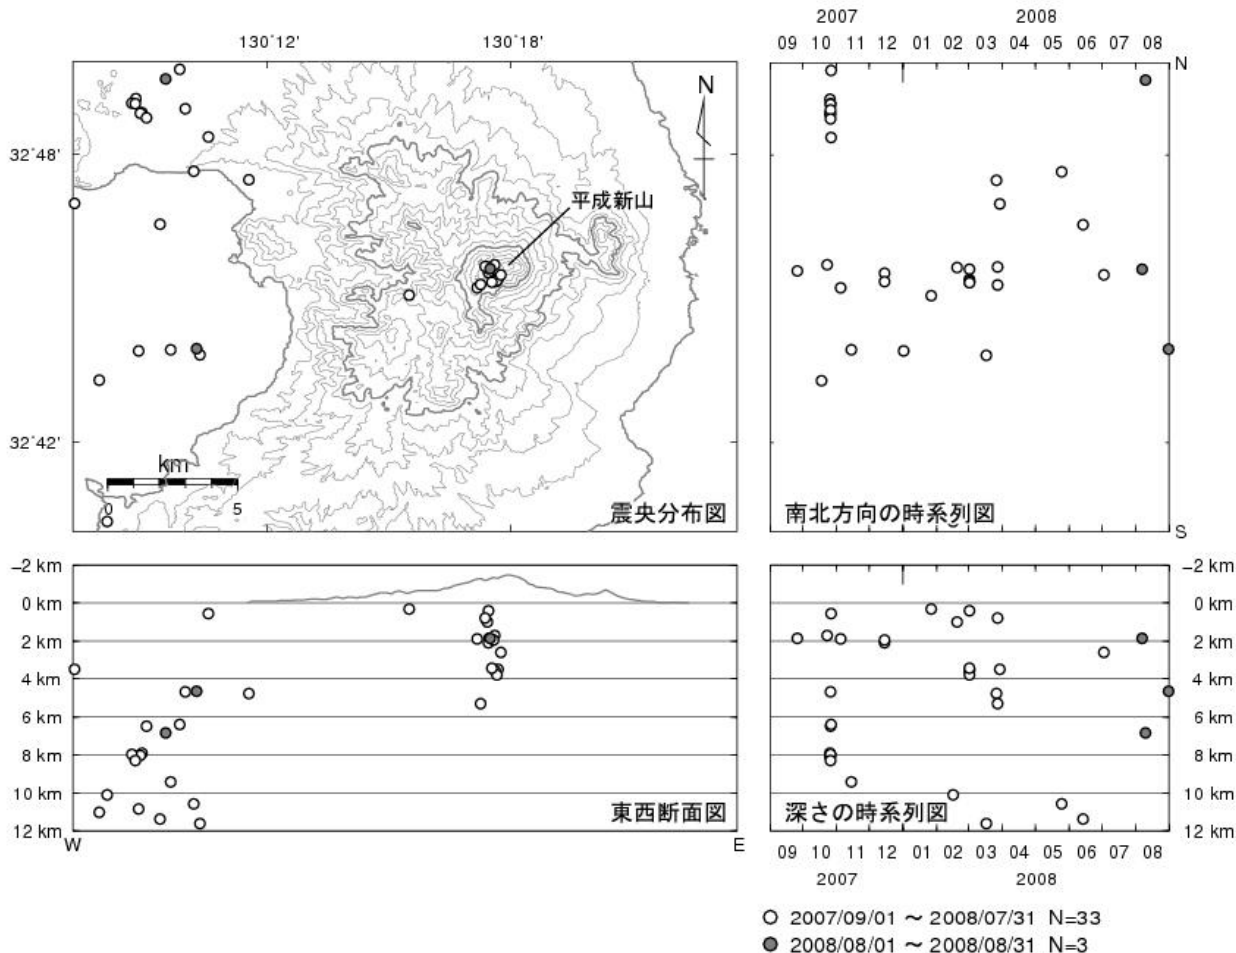 2007 2008
130°12' 130°18' 09 10 11 12 01 02 03 04 05 06 07 08
N
N
32°48'
平成新山
32°42'
km
0 5
震央分布図 南北方向の時系列図
S
−2 km −2 km
0 km 0 km
2 km 2 km
4 km 4 km
6 km 6 km
8 km 8 km
10 km 10 km
東西断面図 深さの時系列図
12 km 12 km
W E
09 10 11 12 01 02 03 04 05 06 07 08
2007 2008
2007/09/01 〜 2008/07/31 N=33
2008/08/01 〜 2008/08/31 N=3